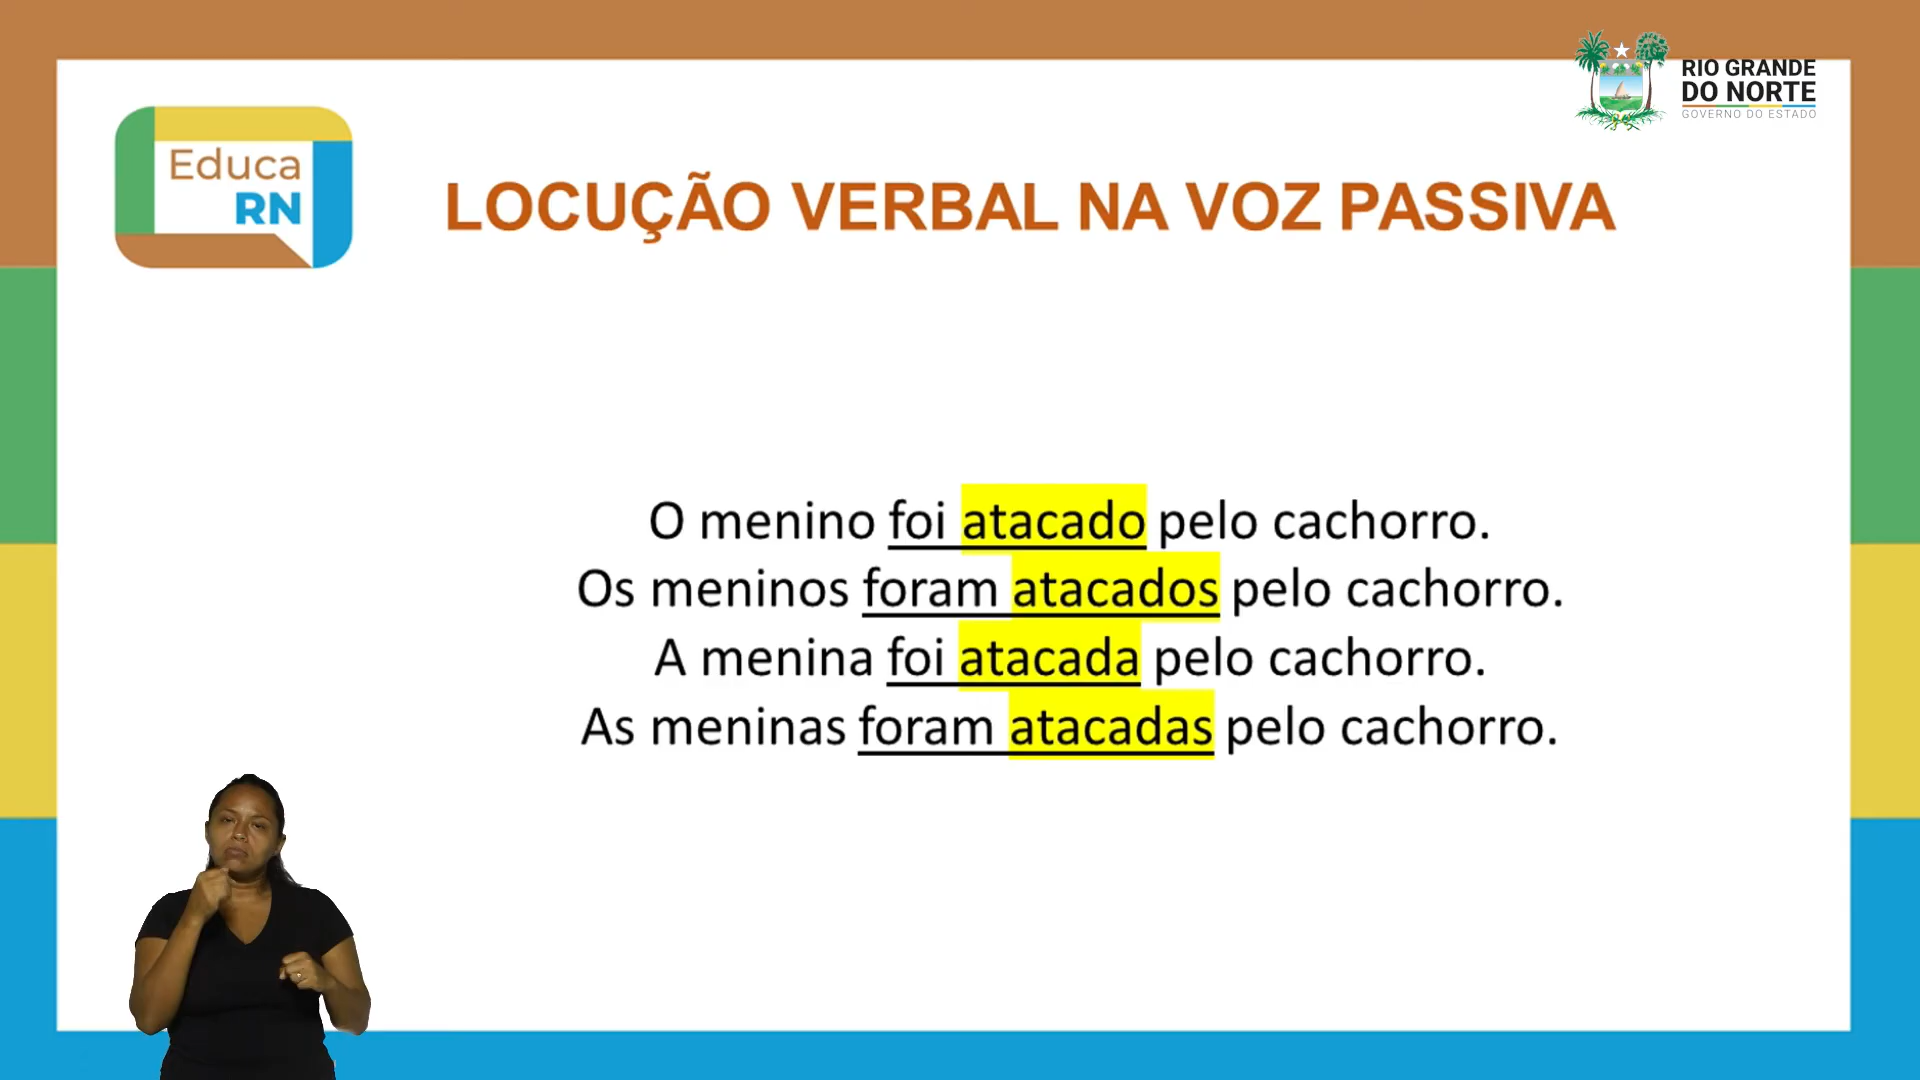 RIO GRANDE
DO NORTE
GOVERNO DO ESTADO
Educa
RN
LOCUÇÃO VERBAL NA VOZ PASSIVA
O menino foi atacado pelo cachorro.
Os meninos foram atacados pelo cachorro.
A menina foi atacada pelo cachorro.
As meninas foram atacadas pelo cachorro.